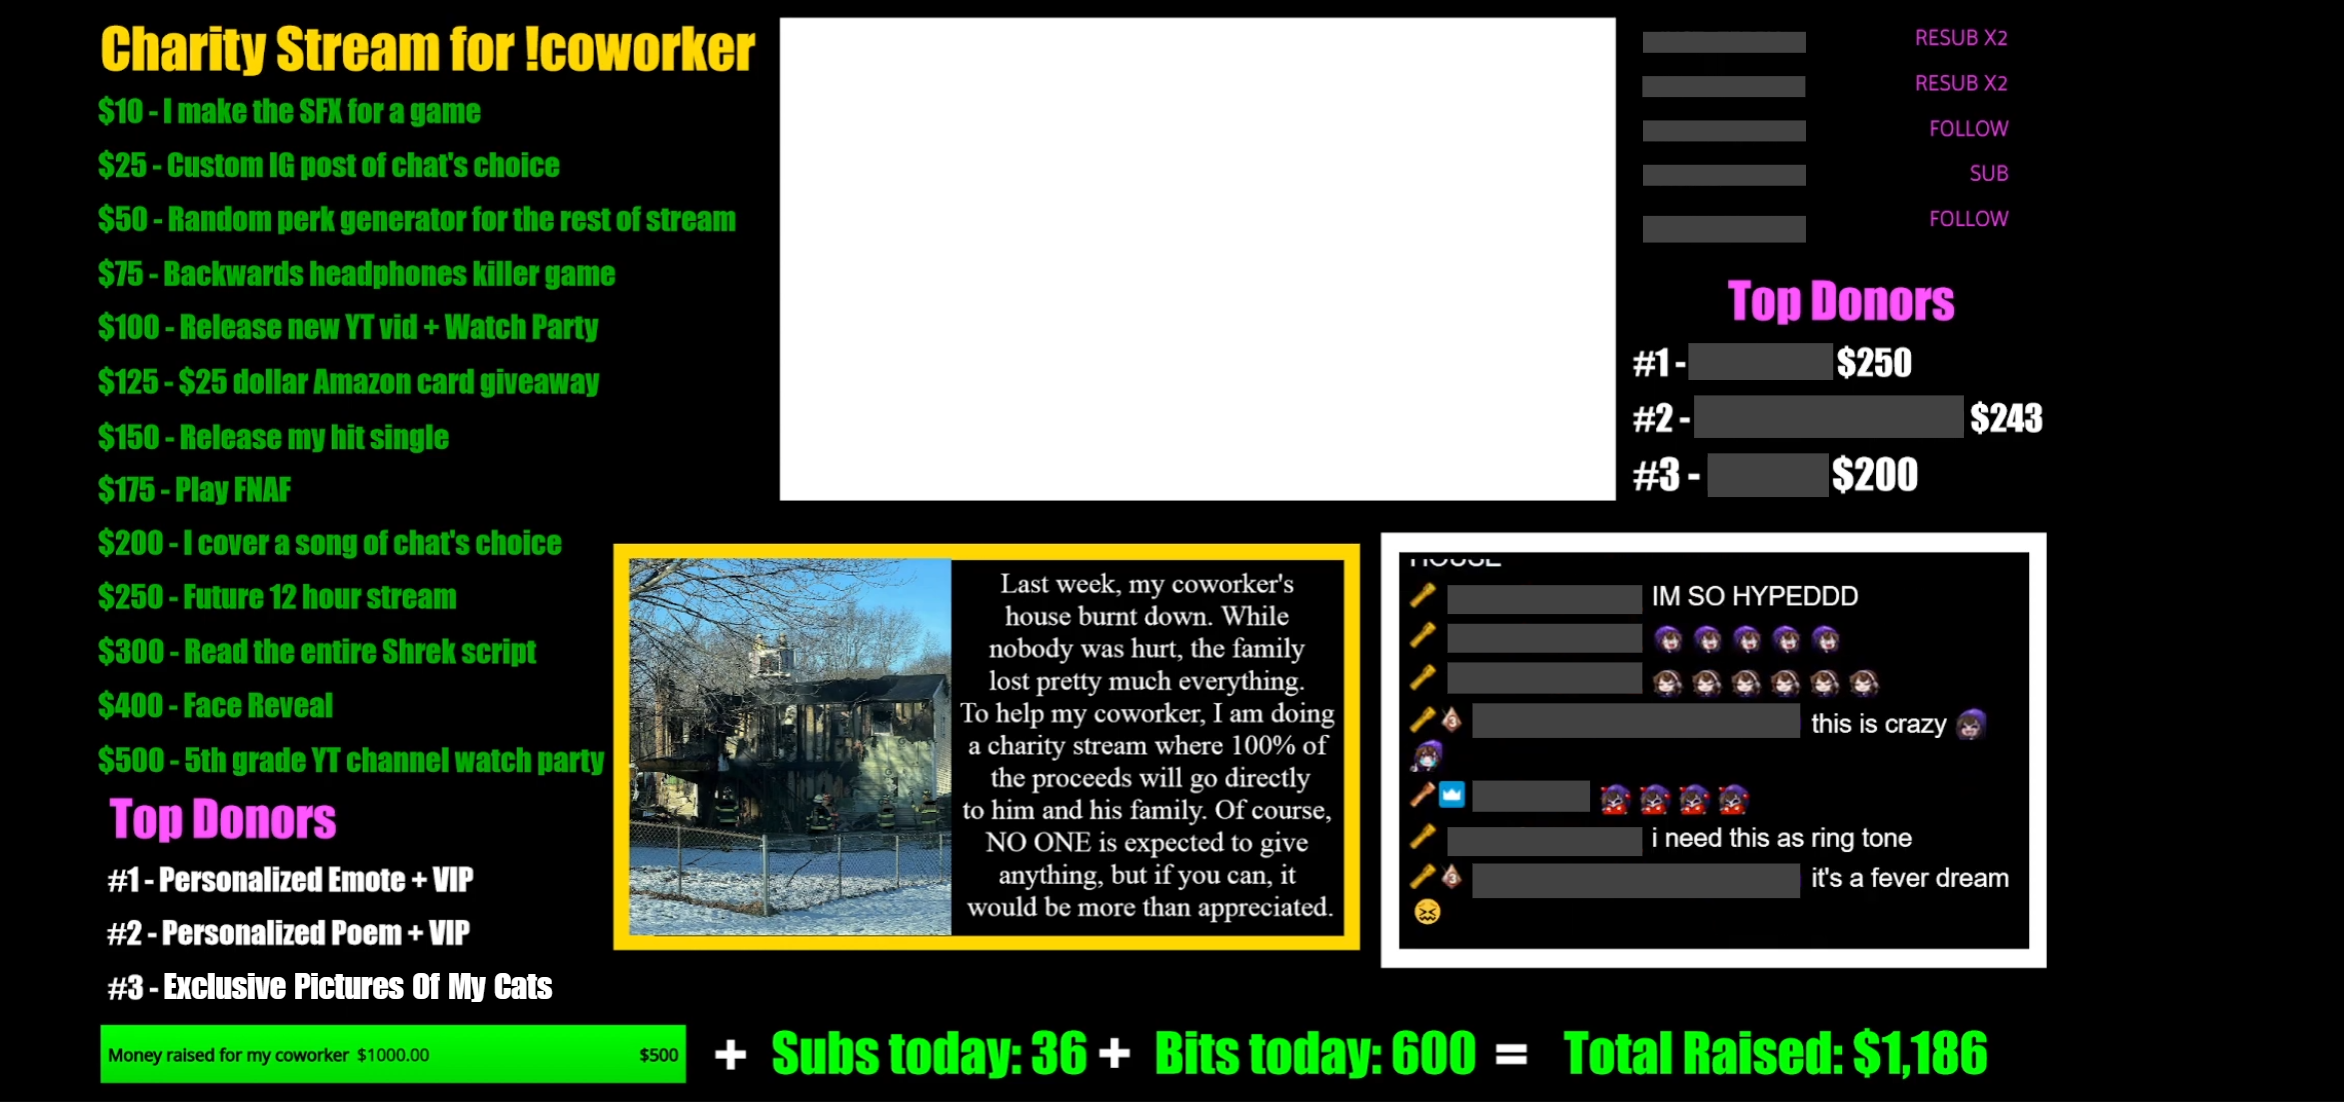 Charity Stream for !coworker
$10 - I make the SFX for a game
$25 - Custom IG post of chat's choice
$50 - Random perk generator for the rest of stream
$75 - Backwards headphones killer game
$100 - Release new YT vid + Watch Party
$125 - $25 dollar Amazon card giveaway
$150 - Release my hit single
$175 - Play FNAF
$200 - I cover a song of chat's choice
$250 - Future 12 hour stream
$300 - Read the entire Shrek script
$400 - Face Reveal
$500 - 5th grade YT channel watch party
Top Donors
#1 - Personalized Emote + VIP
#2 - Personalized Poem + VIP
#3 - Exclusive Pictures Of My Cats
RESUB X2
RESUB X2
FOLLOW
SUB
FOLLOW
Top Donors
#1 - $250
#2 - $243
#3 - $200
Last week, my coworker's
house burnt down. While
nobody was hurt, the family
lost pretty much everything.
To help my coworker, I am doing
a charity stream where 100% of
the proceeds will go directly
to him and his family. Of course,
NO ONE is expected to give
anything, but if you can, it
would be more than appreciated.
HOUSE
IM SO HYPEDDD
3 this is crazy
i need this as ring tone
3 it's a fever dream
Money raised for my coworker $1000.00 $500 + Subs today: 36 + Bits today: 600 = Total Raised: $1,186